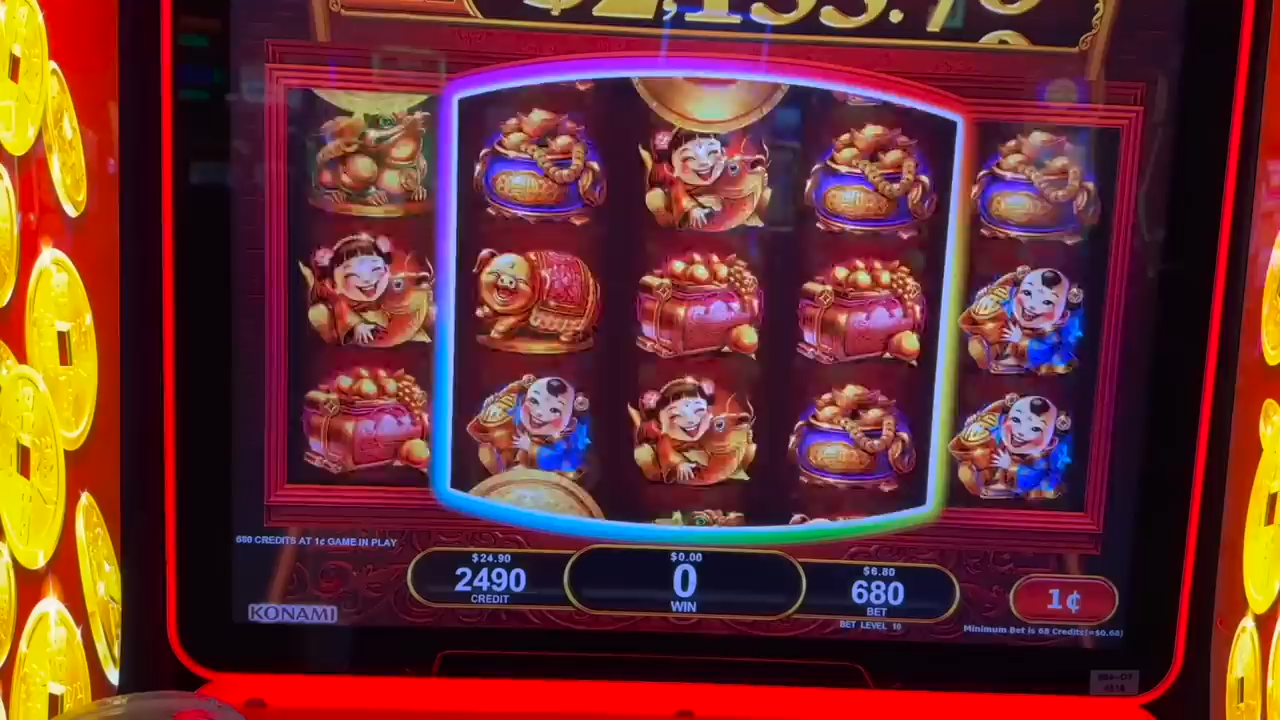 680 CREDITS AT 1¢ GAME IN PLAY
$24.90
2490
CREDIT
$0.00
0
WIN
$6.80
680
BET
BET LEVEL 10
1¢
Minimum Bet is 68 Credits(=$0.68)
KONAMI